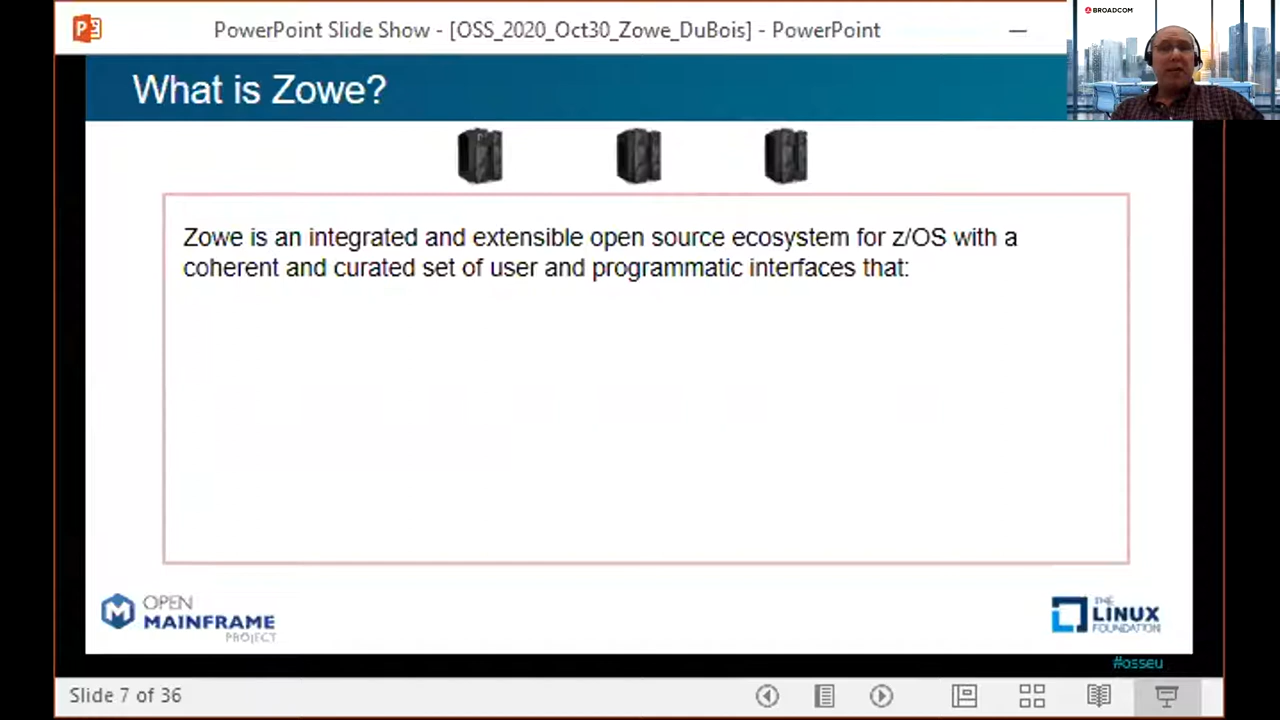 PowerPoint Slide Show - [OSS_2020_Oct30_Zowe_DuBois] - PowerPoint
BROADCOM
What is Zowe?
Zowe is an integrated and extensible open source ecosystem for z/OS with a
coherent and curated set of user and programmatic interfaces that:
OPEN
MAINFRAME
PROJECT
THE
LINUX
FOUNDATION
#osseu
Slide 7 of 36